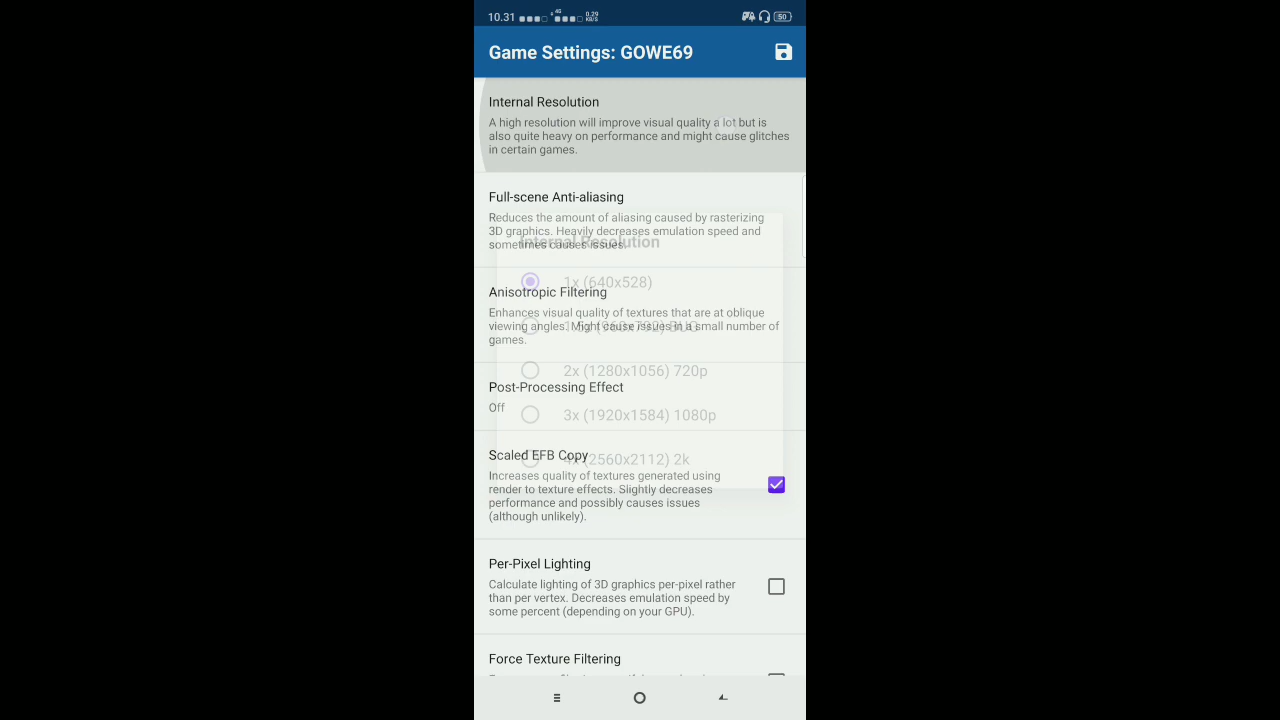 10.31 4G 0.29 KB/S 50
Game Settings: GOWE69
Internal Resolution
A high resolution will improve visual quality a lot but is
also quite heavy on performance and might cause glitches
in certain games.
Full-scene Anti-aliasing
Reduces the amount of aliasing caused by rasterizing
3D graphics. Heavily decreases emulation speed and
sometimes causes issues.
Internal Resolution
1x (640x528)
Anisotropic Filtering
Enhances visual quality of textures that are at oblique
viewing angles. Might cause issues in a small number of
games.
2x (1280x1056) 720p
Post-Processing Effect
Off
3x (1920x1584) 1080p
Scaled EFB Copy
4x (2560x2112) 2k
Increases quality of textures generated using
render to texture effects. Slightly decreases
performance and possibly causes issues
(although unlikely).
Per-Pixel Lighting
Calculate lighting of 3D graphics per-pixel rather
than per vertex. Decreases emulation speed by
some percent (depending on your GPU).
Force Texture Filtering